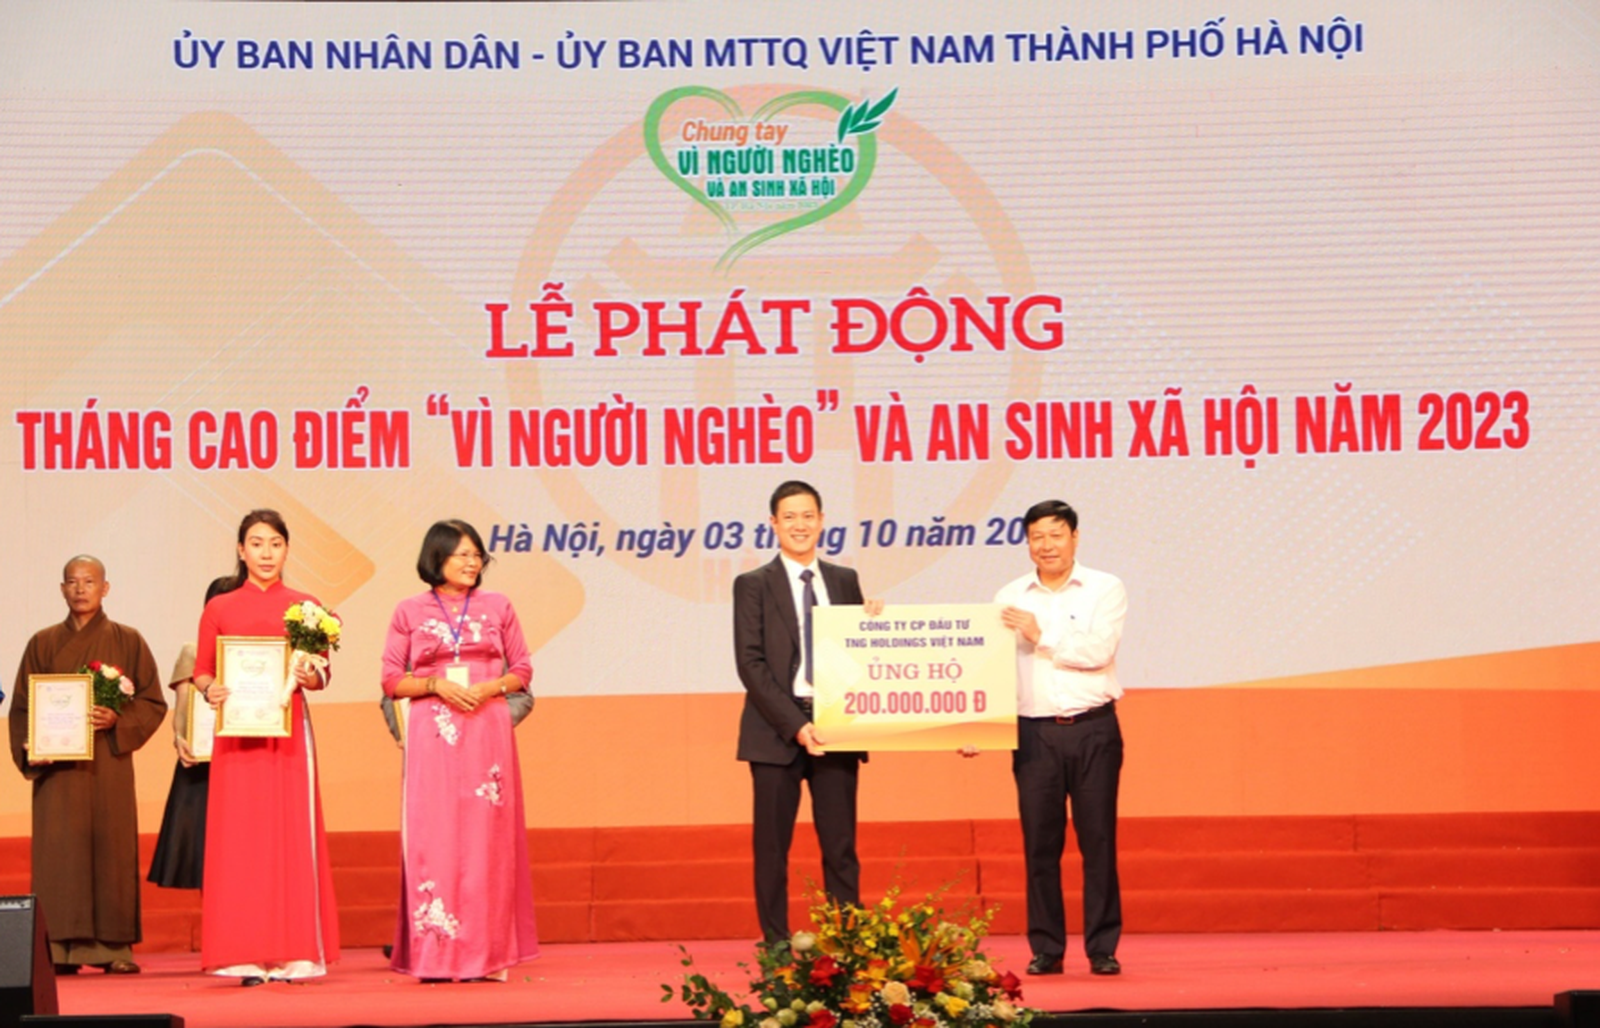 ỦY BAN NHÂN DÂN - ỦY BAN MTTQ VIỆT NAM THÀNH PHỐ HÀ NỘI
Chung tay
VÌ NGƯỜI NGHÈO
VÀ AN SINH XÃ HỘI
LỄ PHÁT ĐỘNG
THÁNG CAO ĐIỂM “VÌ NGƯỜI NGHÈO” VÀ AN SINH XÃ HỘI NĂM 2023
Hà Nội, ngày 03 10 năm
CÔNG TY CP ĐẦU TƯ
TNG HOLDINGS VIỆT NAM
ỦNG HỘ
200.000.000 Đ